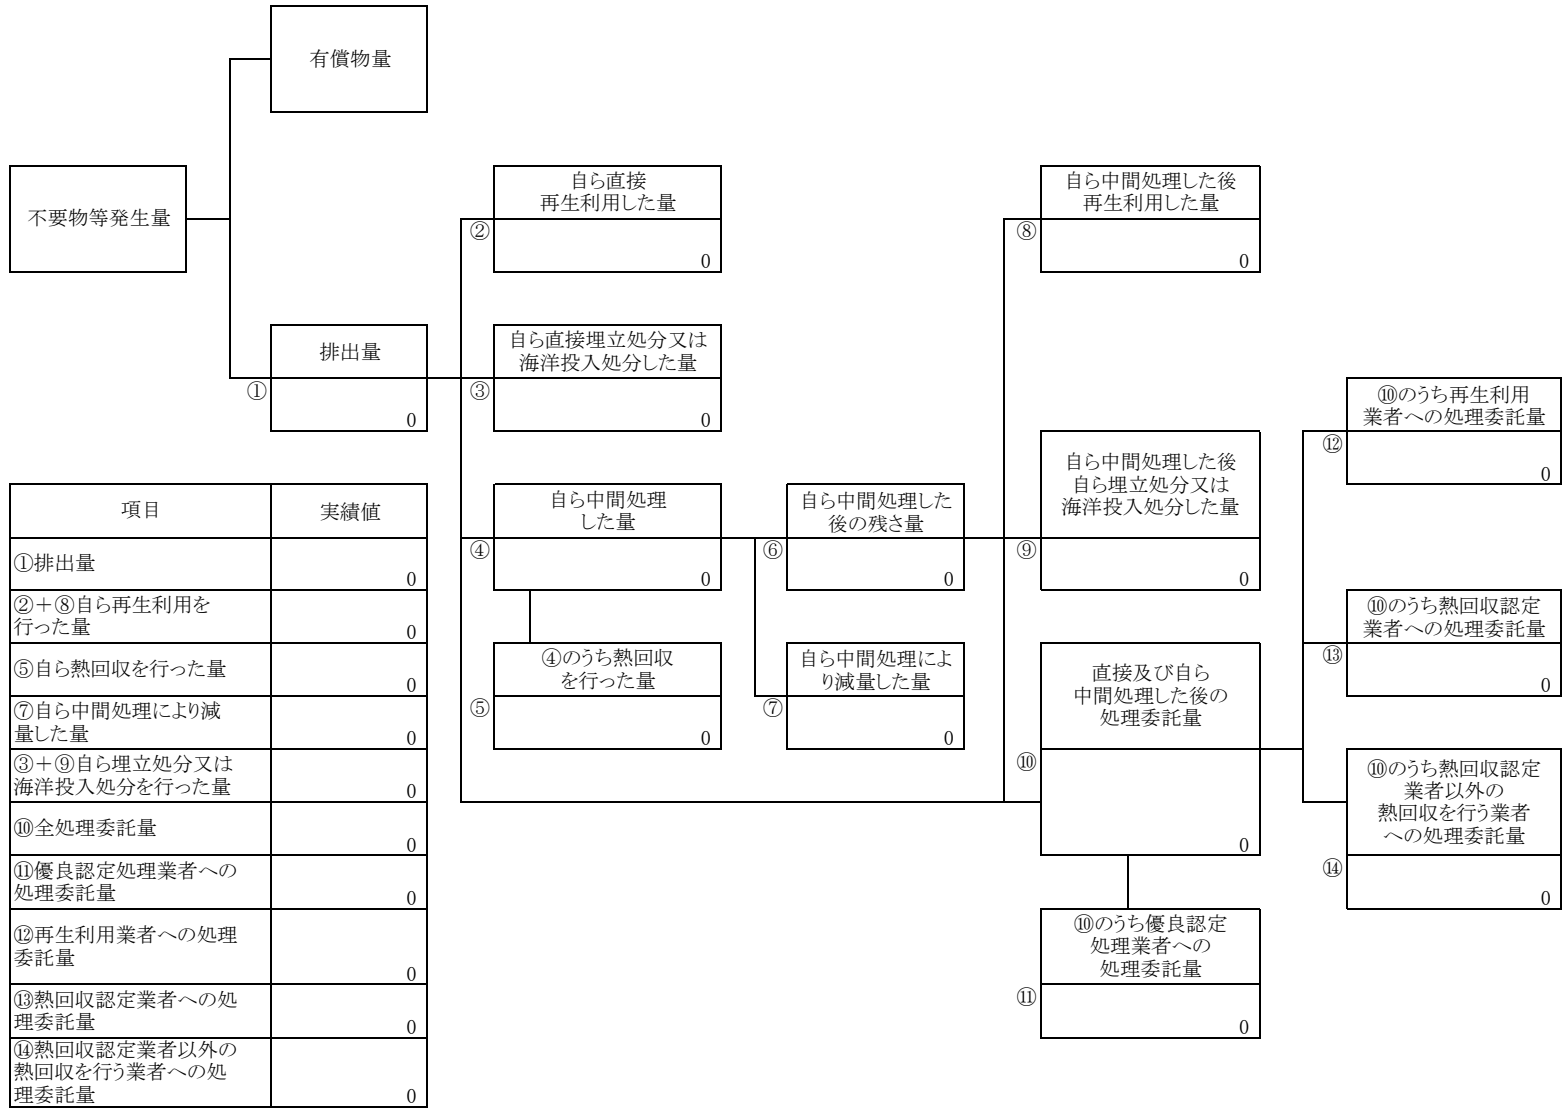 有償物量
不要物等発生量
自ら直接
再生利用した量
②
0
自ら中間処理した後
再生利用した量
⑧
0
排出量
①
0
自ら直接埋立処分又は
海洋投入処分した量
③
0
⑩のうち再生利用
業者への処理委託量
⑫
0
自ら中間処理
した量
④
0
自ら中間処理した
後の残さ量
⑥
0
自ら中間処理した後
自ら埋立処分又は
海洋投入処分した量
⑨
0
④のうち熱回収
を行った量
⑤
0
自ら中間処理によ
り減量した量
⑦
0
直接及び自ら
中間処理した後の
処理委託量
⑩
0
⑩のうち熱回収認定
業者への処理委託量
⑬
0
⑩のうち熱回収認定
業者以外の
熱回収を行う業者
への処理委託量
⑭
0
⑩のうち優良認定
処理業者への
処理委託量
⑪
0
項目 実績値
①排出量
0
②＋⑧自ら再生利用を
行った量
0
⑤自ら熱回収を行った量
0
⑦自ら中間処理により減
量した量
0
③＋⑨自ら埋立処分又は
海洋投入処分を行った量
0
⑩全処理委託量
0
⑪優良認定処理業者への
処理委託量
0
⑫再生利用業者への処理
委託量
0
⑬熱回収認定業者への処
理委託量
0
⑭熱回収認定業者以外の
熱回収を行う業者への処
理委託量
0